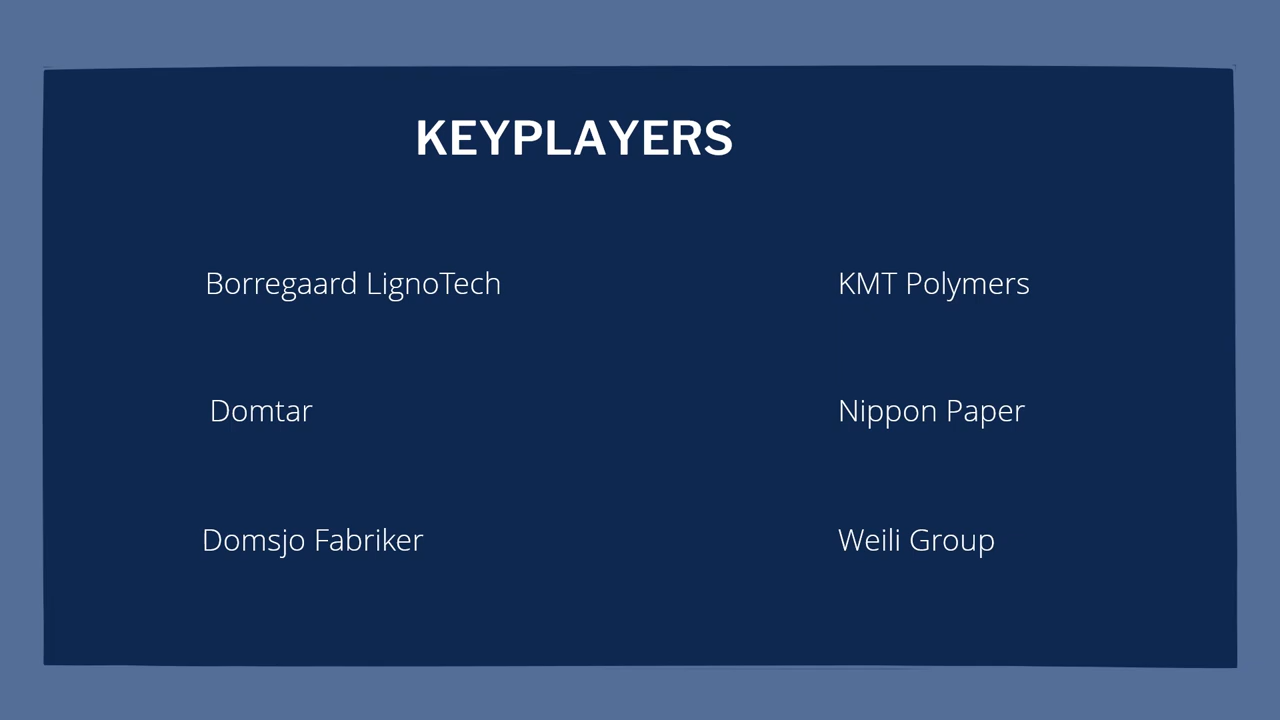 KEYPLAYERS
Borregaard LignoTech
KMT Polymers
Domtar
Nippon Paper
Domsjo Fabriker
Weili Group